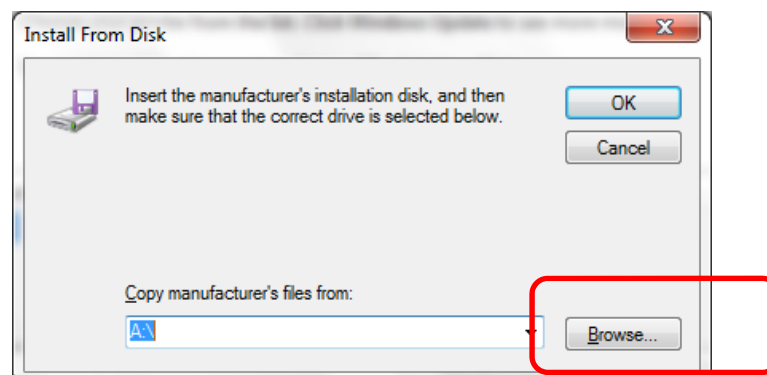 Install From Disk
Insert the manufacturer's installation disk, and then
OK
make sure that the correct drive is selected below.
Cancel
Copy manufacturer's files from:
A:\
Browse...